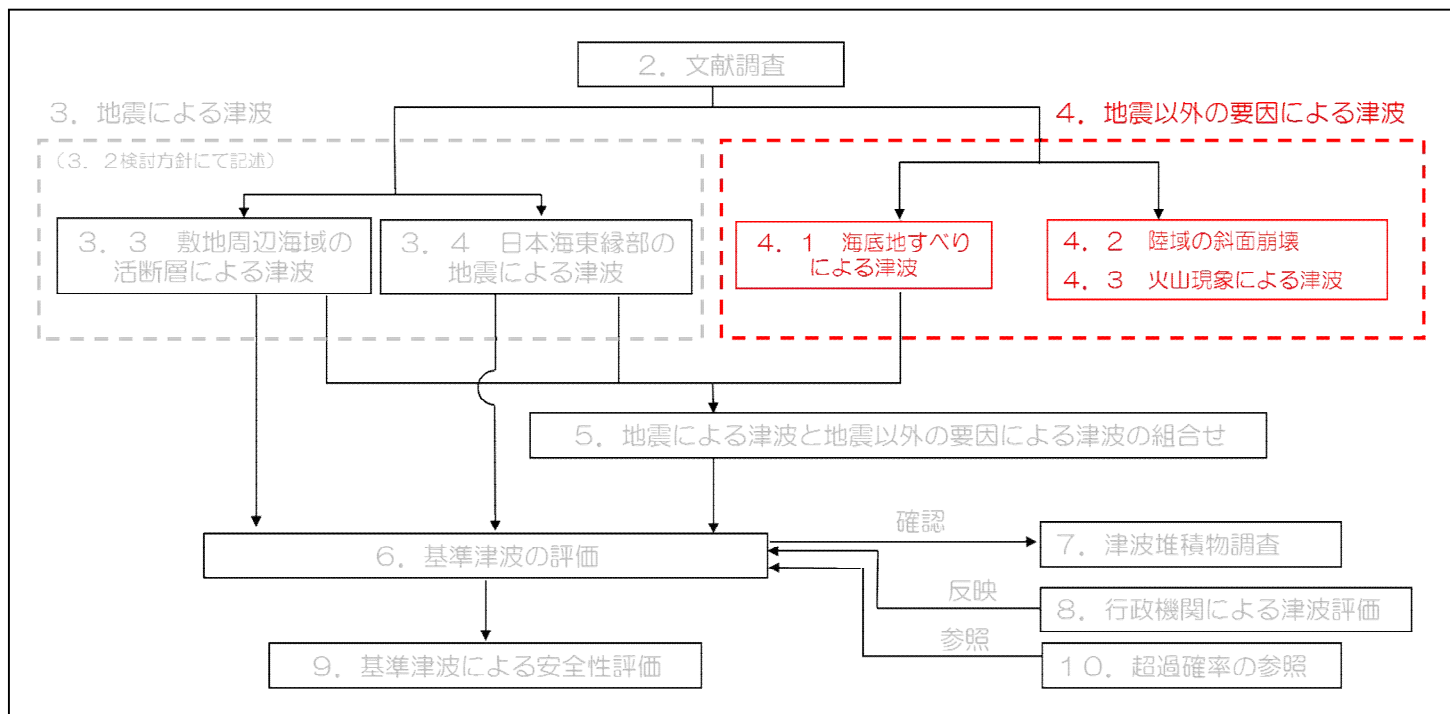 2．文献調査
3．地震による津波
4．地震以外の要因による津波
（3．2検討方針にて記述）
3．3　敷地周辺海域の
活断層による津波
3．4　日本海東縁部の
地震による津波
4．1　海底地すべり
による津波
4．2　陸域の斜面崩壊
4．3　火山現象による津波
5．地震による津波と地震以外の要因による津波の組合せ
6．基準津波の評価
確認
7．津波堆積物調査
反映
8．行政機関による津波評価
参照
10．超過確率の参照
9．基準津波による安全性評価